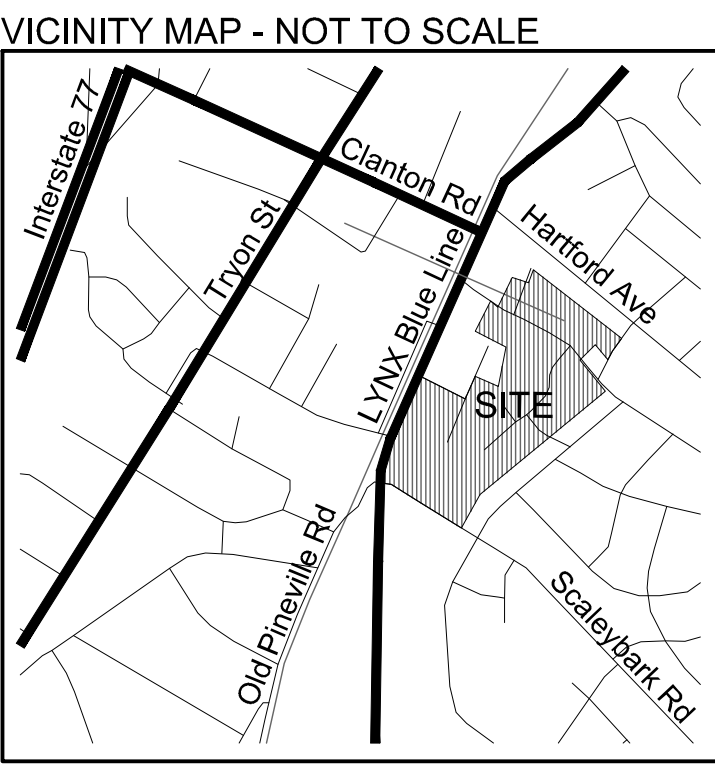 VICINITY MAP - NOT TO SCALE
Interstate 77
Clanton Rd
Tryon St
Hartford Ave
LYNX Blue Line
SITE
Old Pineville Rd
Scaleybark Rd